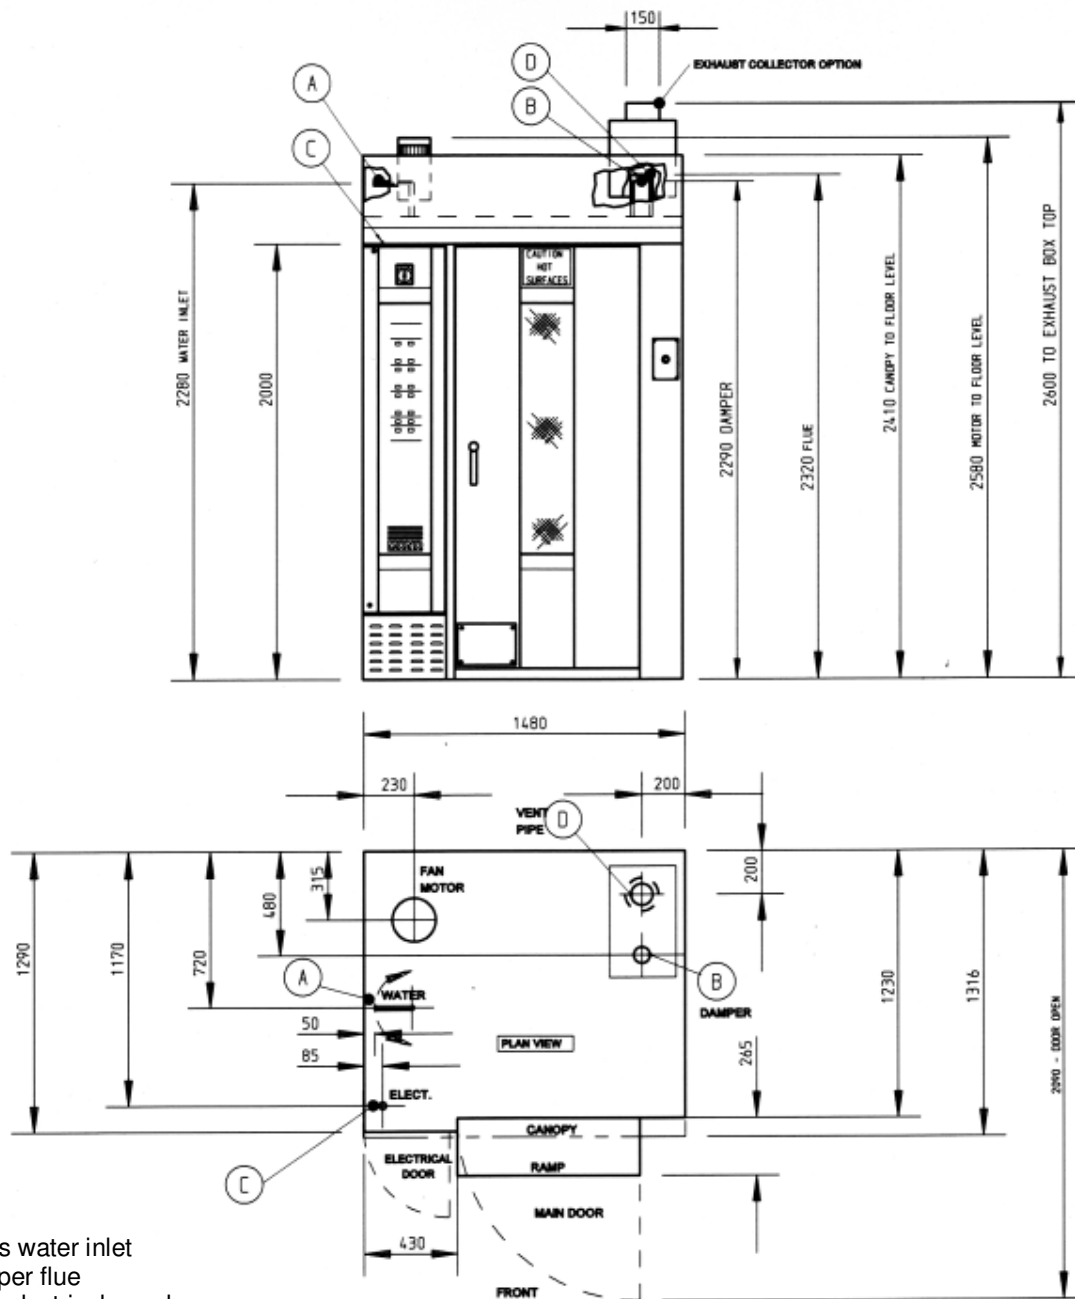 150
D
EXHAUST COLLECTOR OPTION
A
B
C
CAUTION
HOT
SURFACES
2280 WATER INLET
2000
2290 DAMPER
2320 FLUE
2410 CANOPY TO FLOOR LEVEL
2580 MOTOR TO FLOOR LEVEL
2600 TO EXHAUST BOX TOP
1480
230
200
VENT
PIPE
D
FAN
MOTOR
315
480
200
1290
1170
720
A
WATER
B
DAMPER
1230
1316
2090 - DOOR OPEN
50
PLAN VIEW
85
265
ELECT.
CANOPY
ELECTRICAL
DOOR
RAMP
C
MAIN DOOR
430
FRONT
s water inlet
per flue